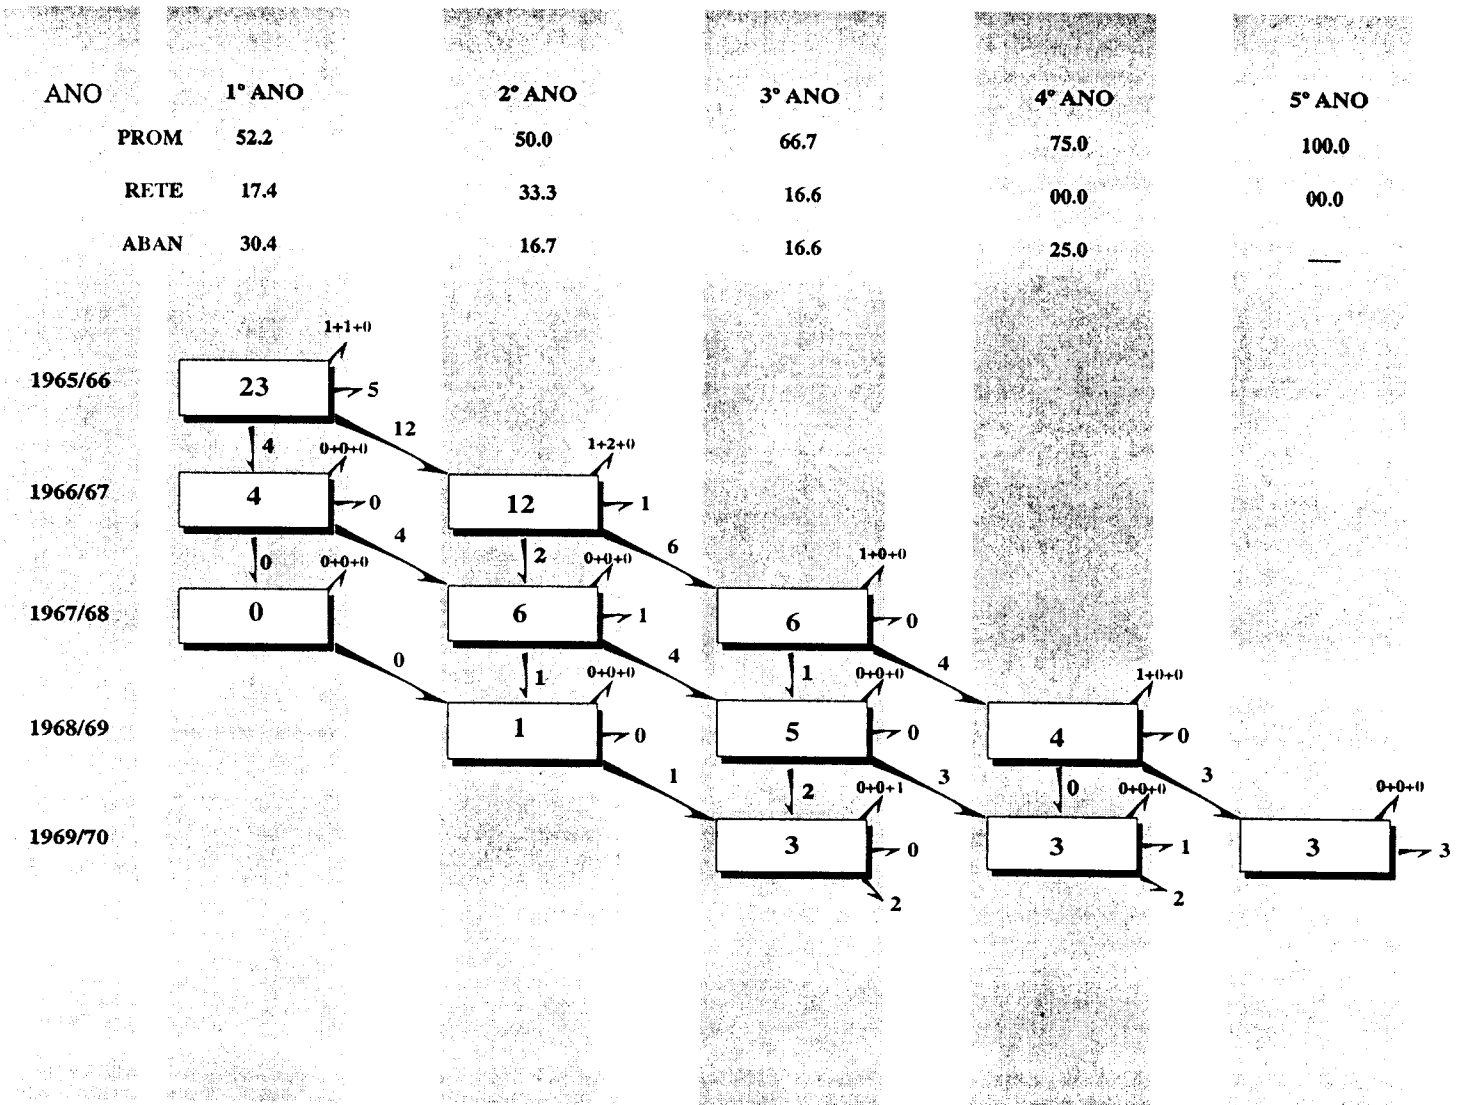 ANO 1º ANO 2º ANO 3º ANO 4º ANO 5º ANO
PROM 52.2 50.0 66.7 75.0 100.0
RETE 17.4 33.3 16.6 00.0 00.0
ABAN 30.4 16.7 16.6 25.0 —
1+1+0
1965/66 23 5
12
4 0+0+0 1+2+0
1966/67 4 0 12 1
4 6
0 0+0+0 2 0+0+0 1+0+0
1967/68 0 6 1 6 0
0 4 4
1 0+0+0 1 0+0+0 1+0+0
1968/69 1 0 5 0 4 0
1 3 3
2 0+0+1 0 0+0+0 0+0+0
1969/70 3 0 3 1 3 3
2 2